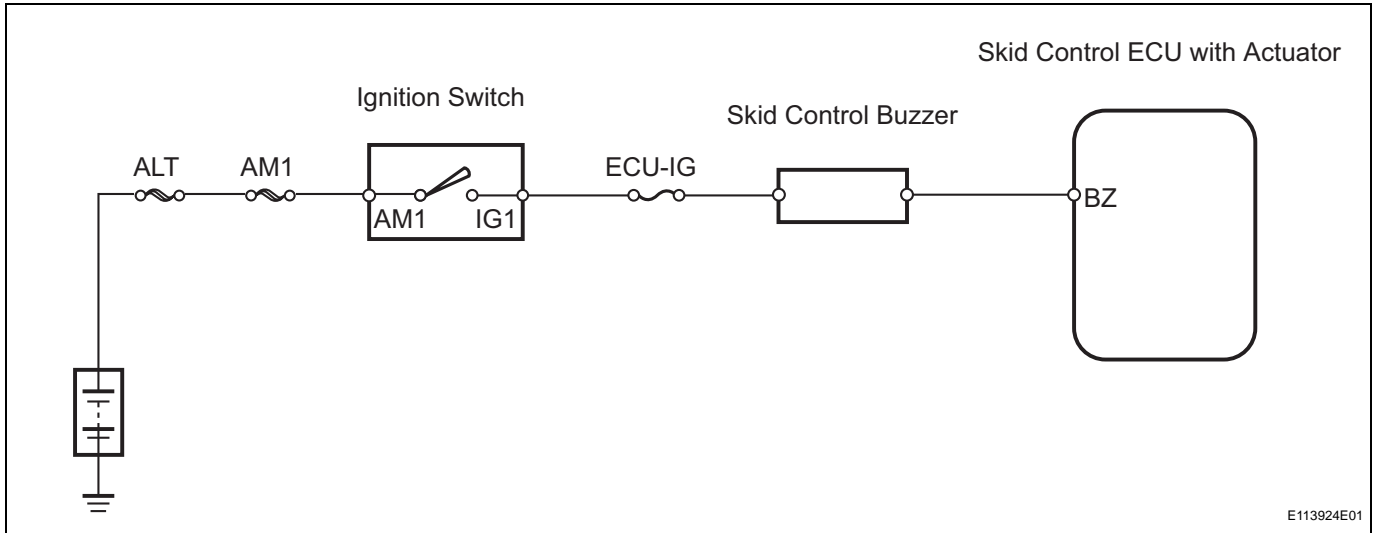 Skid Control ECU with Actuator
Ignition Switch
Skid Control Buzzer
ALT
AM1
ECU-IG
AM1
IG1
BZ
E113924E01